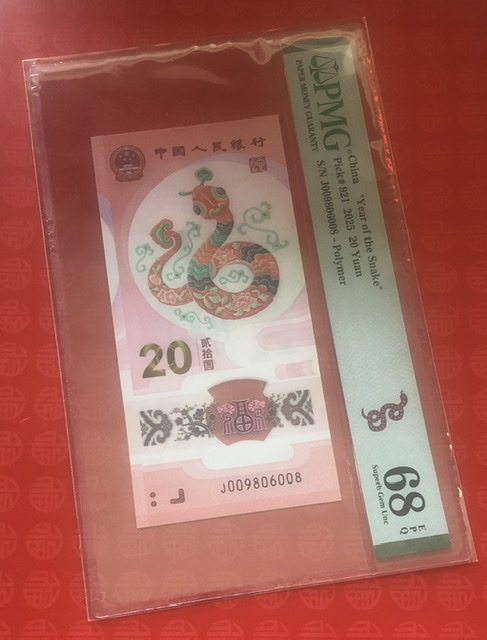 中国人民银行
20
贰拾圆
J009806008
PMG
PAPER MONEY GUARANTY
China "Year of the Snake"
Pick# 921 2025 20 Yuan
S/N J009806008 - Polymer
68
EPQ
Superb Gem Unc